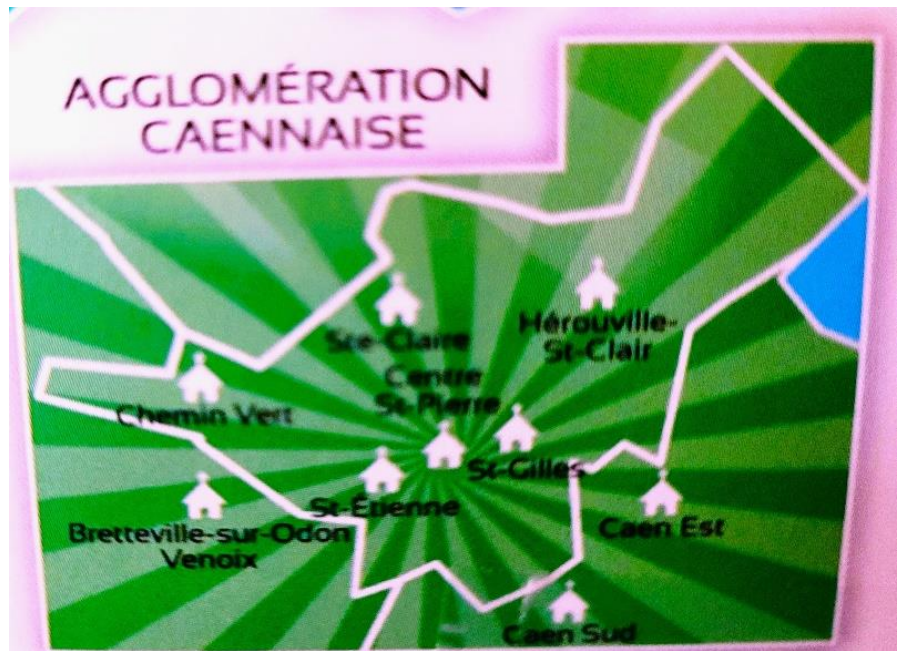 AGGLOMÉRATION
CAENNAISE
Ste-Claire
Hérouville-
St-Clair
Centre
St-Pierre
Chemin Vert
St-Gilles
St-Étienne
Bretteville-sur-Odon
Venoix
Caen Est
Caen Sud